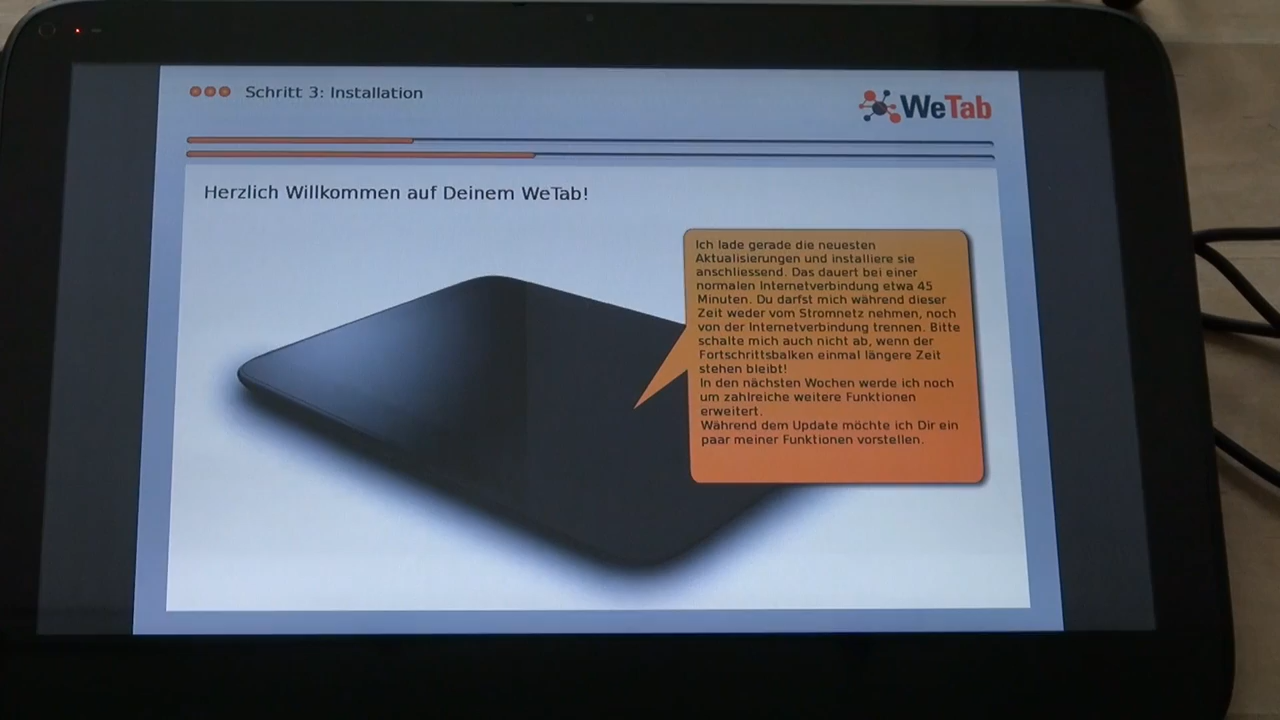 Schritt 3: Installation
WeTab
Herzlich Willkommen auf Deinem WeTab!
Ich lade gerade die neuesten
Aktualisierungen und installiere sie
anschliessend. Das dauert bei einer
normalen Internetverbindung etwa 45
Minuten. Du darfst mich während dieser
Zeit weder vom Stromnetz nehmen, noch
von der Internetverbindung trennen. Bitte
schalte mich auch nicht ab, wenn der
Fortschrittsbalken einmal längere Zeit
stehen bleibt!
In den nächsten Wochen werde ich noch
um zahlreiche weitere Funktionen
erweitert.
Während dem Update möchte ich Dir ein
paar meiner Funktionen vorstellen.